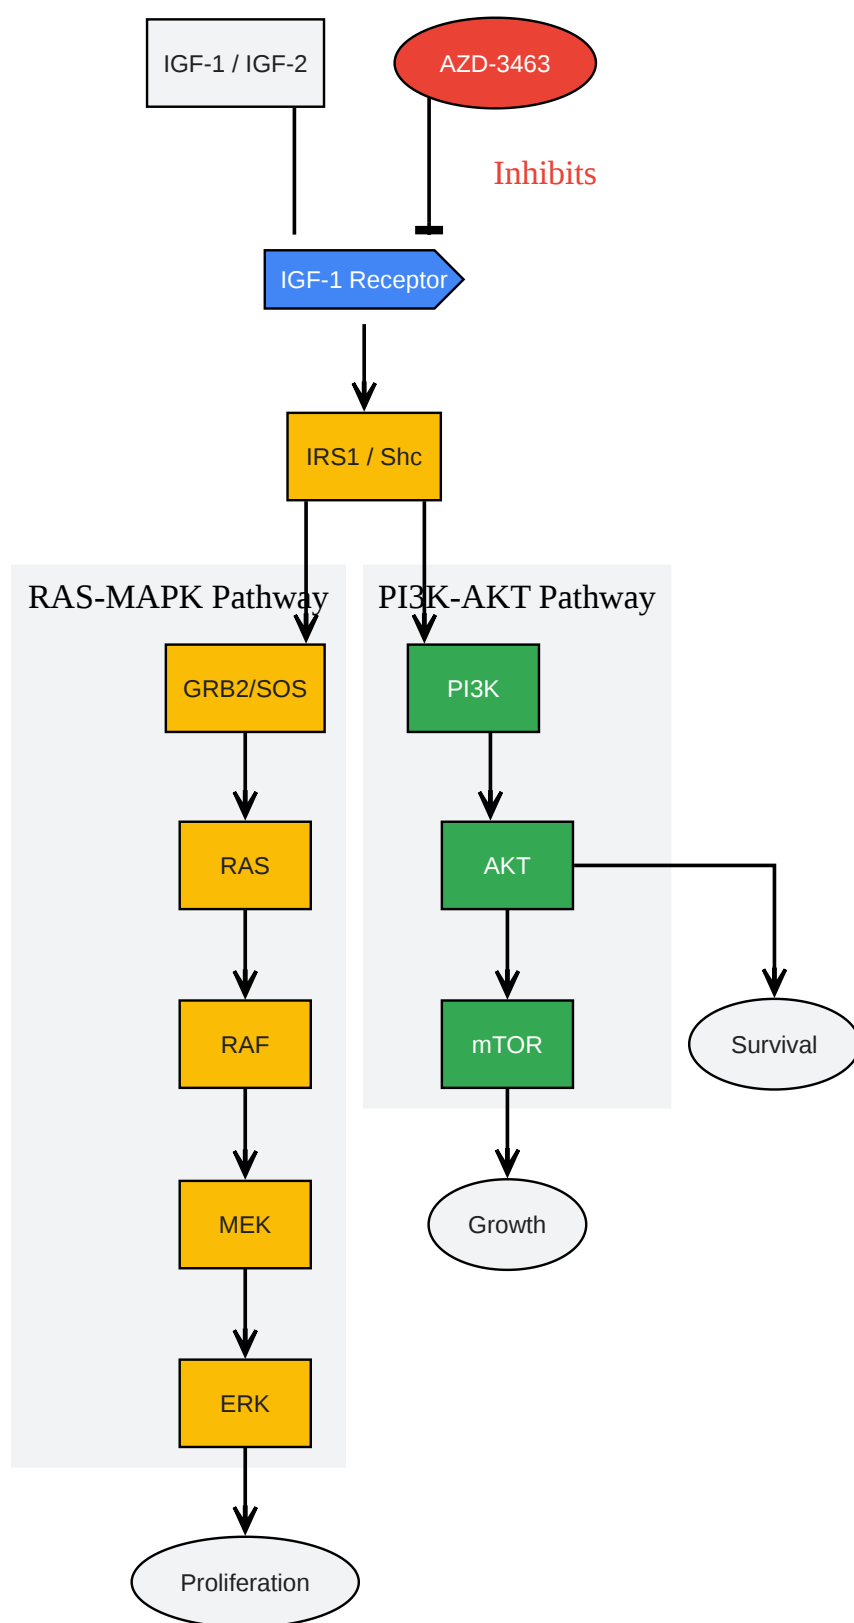 IGF-1 / IGF-2
AZD-3463
Inhibits
IGF-1 Receptor
IRS1 / Shc
RAS-MAPK Pathway
PI3K-AKT Pathway
GRB2/SOS
PI3K
RAS
AKT
RAF
mTOR
Survival
MEK
Growth
ERK
Proliferation